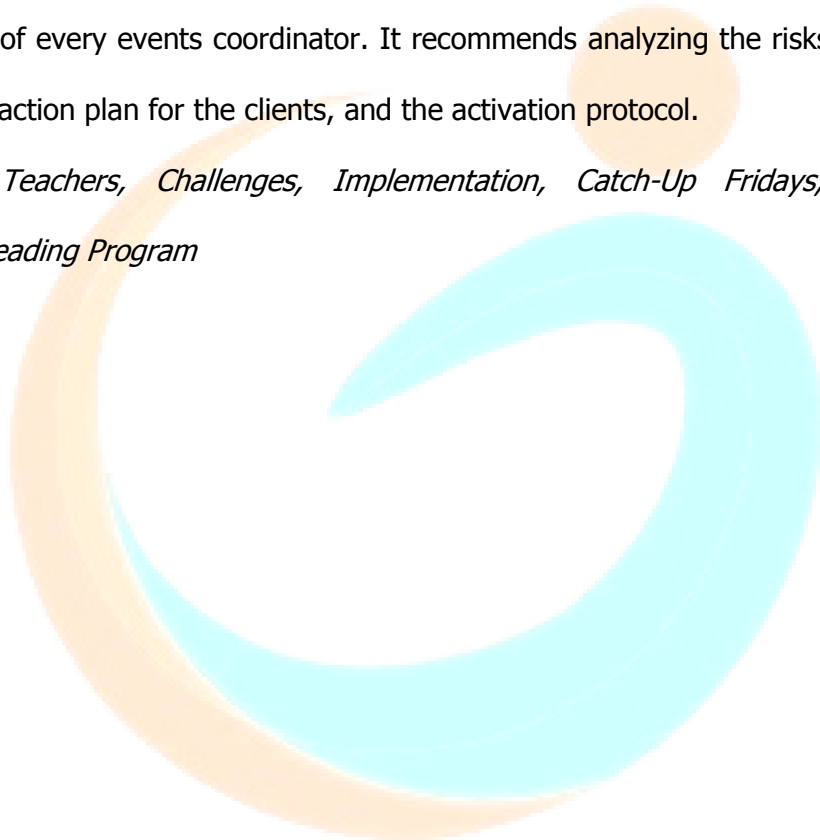 of every events coordinator. It recommends analyzing the risks
action plan for the clients, and the activation protocol.
Teachers, Challenges, Implementation, Catch-Up Fridays,
eading Program